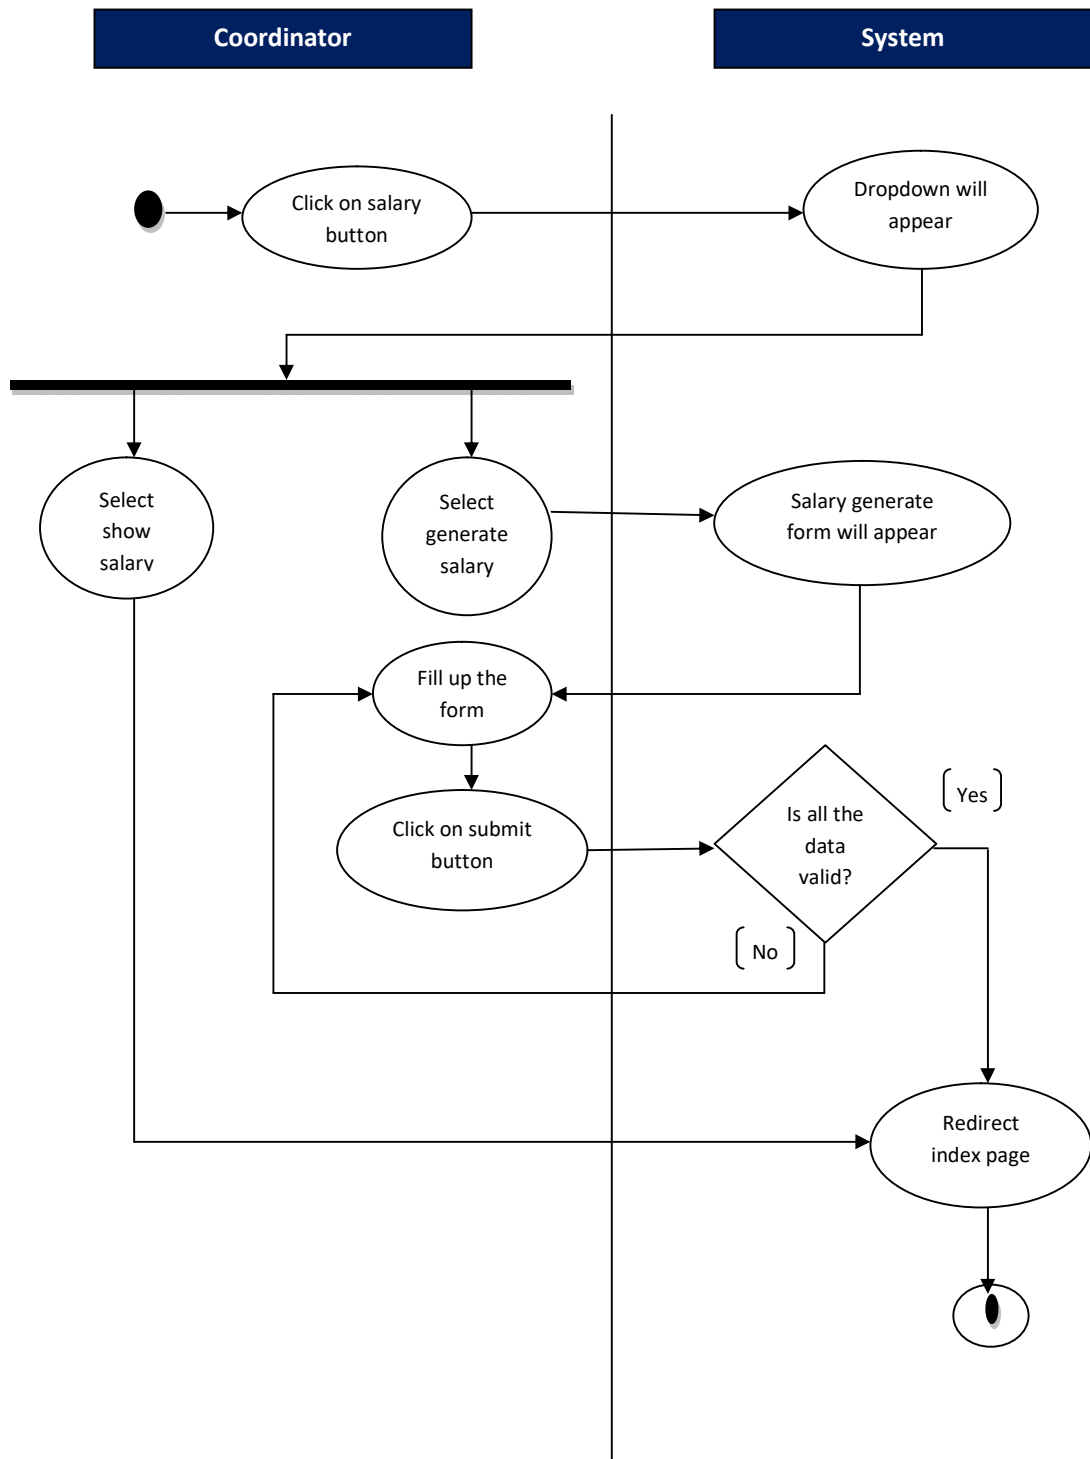 Coordinator
System
Click on salary
button
Dropdown will
appear
Select
show
salary
Select
generate
salary
Salary generate
form will appear
Fill up the
form
Click on submit
button
Is all the
data
valid?
[Yes]
[No]
Redirect
index page